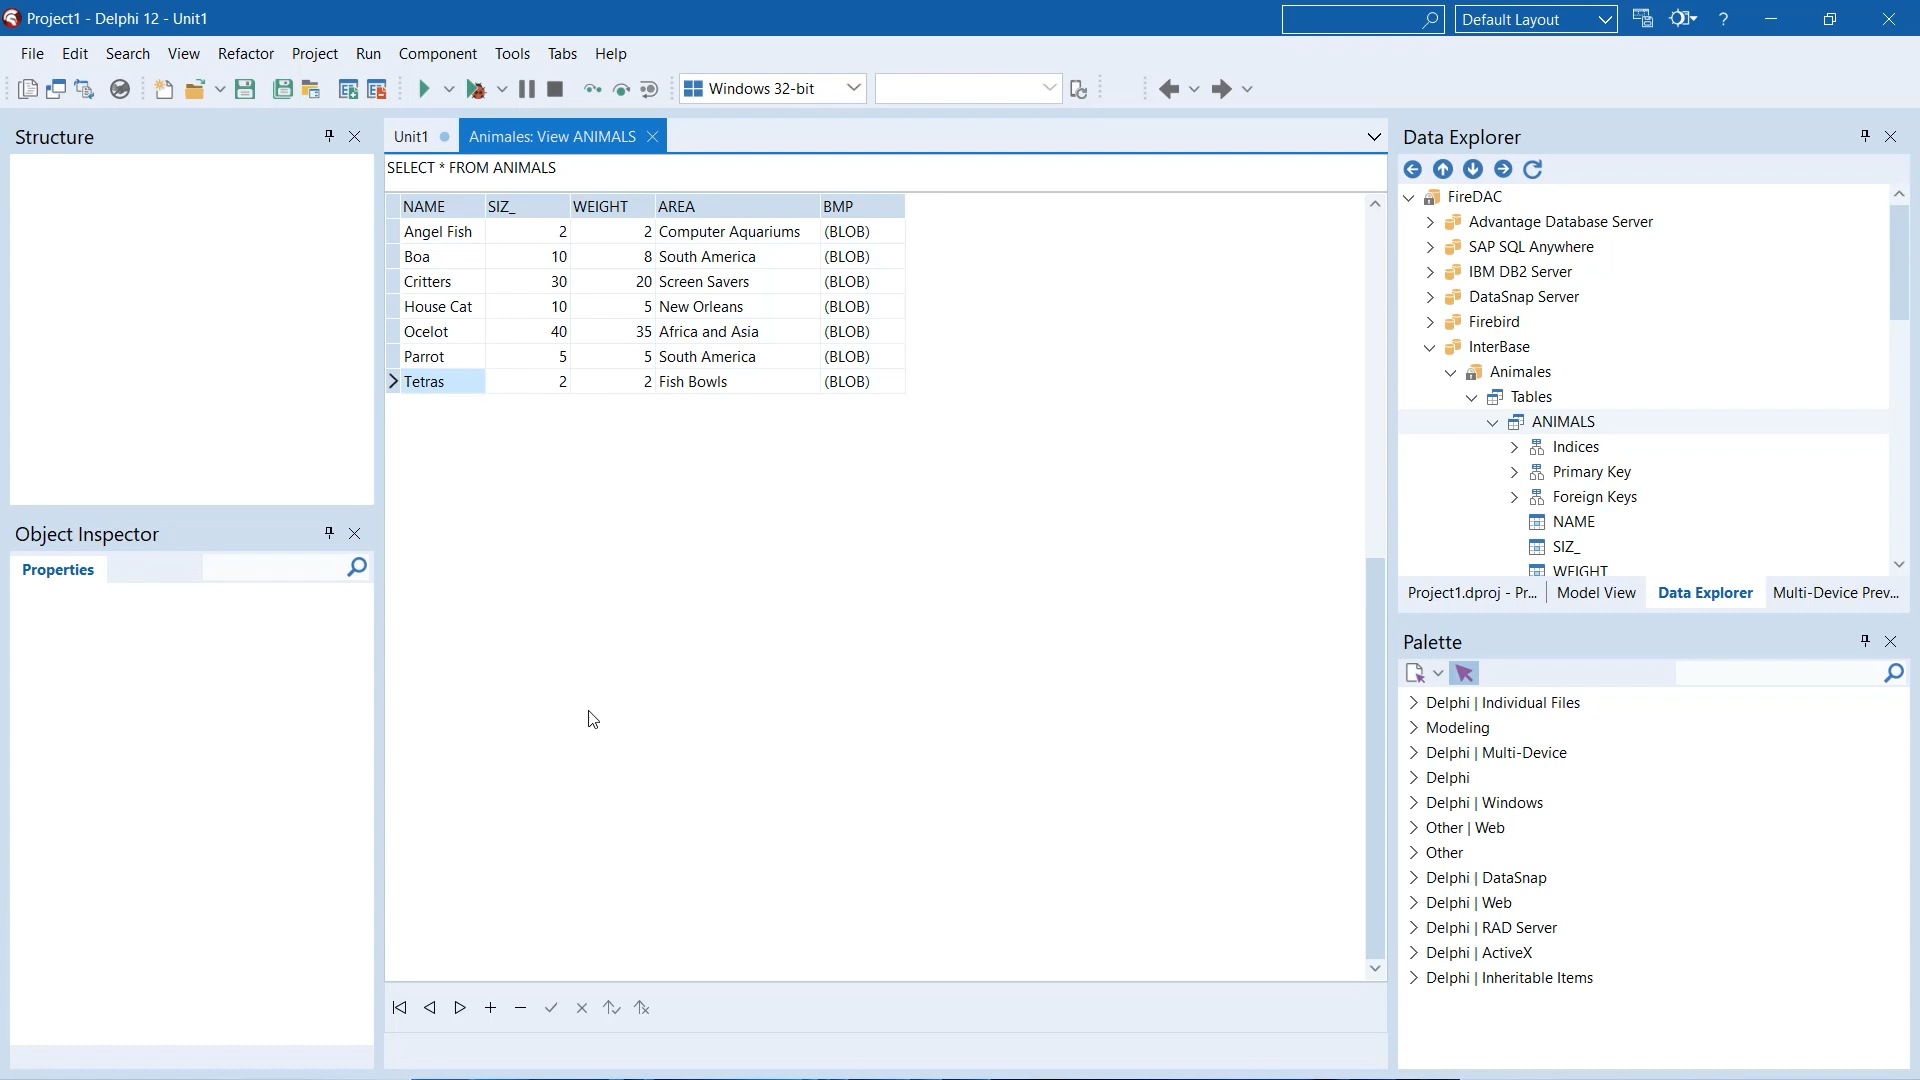 Project1 - Delphi 12 - Unit1
Default Layout
?
File Edit Search View Refactor Project Run Component Tools Tabs Help
Windows 32-bit
Structure
Object Inspector
Properties
Unit1
Animales: View ANIMALS
SELECT * FROM ANIMALS
NAME SIZ_ WEIGHT AREA BMP
Angel Fish 2 2 Computer Aquariums (BLOB)
Boa 10 8 South America (BLOB)
Critters 30 20 Screen Savers (BLOB)
House Cat 10 5 New Orleans (BLOB)
Ocelot 40 35 Africa and Asia (BLOB)
Parrot 5 5 South America (BLOB)
Tetras 2 2 Fish Bowls (BLOB)
Data Explorer
FireDAC
Advantage Database Server
SAP SQL Anywhere
IBM DB2 Server
DataSnap Server
Firebird
InterBase
Animales
Tables
ANIMALS
Indices
Primary Key
Foreign Keys
NAME
SIZ_
WEIGHT
Project1.dproj - Pr... Model View Data Explorer Multi-Device Prev...
Palette
Delphi | Individual Files
Modeling
Delphi | Multi-Device
Delphi
Delphi | Windows
Other | Web
Other
Delphi | DataSnap
Delphi | Web
Delphi | RAD Server
Delphi | ActiveX
Delphi | Inheritable Items